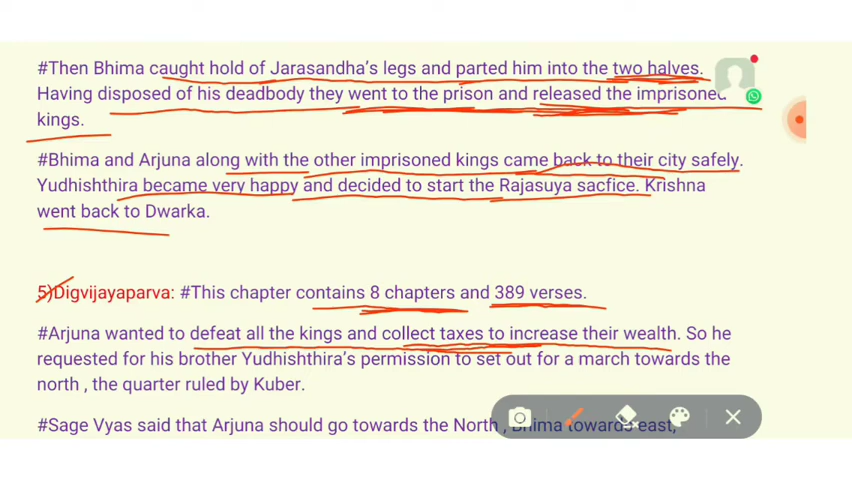 #Then Bhima caught hold of Jarasandha's legs and parted him into the two halves.
Having disposed of his deadbody they went to the prison and released the imprisoned
kings.
#Bhima and Arjuna along with the other imprisoned kings came back to their city safely.
Yudhishthira became very happy and decided to start the Rajasuya sacfice. Krishna
went back to Dwarka.
5)Digvijayaparva: #This chapter contains 8 chapters and 389 verses.
#Arjuna wanted to defeat all the kings and collect taxes to increase their wealth. So he
requested for his brother Yudhishthira's permission to set out for a march towards the
north , the quarter ruled by Kuber.
#Sage Vyas said that Arjuna should go towards the North , Bhima towards east,